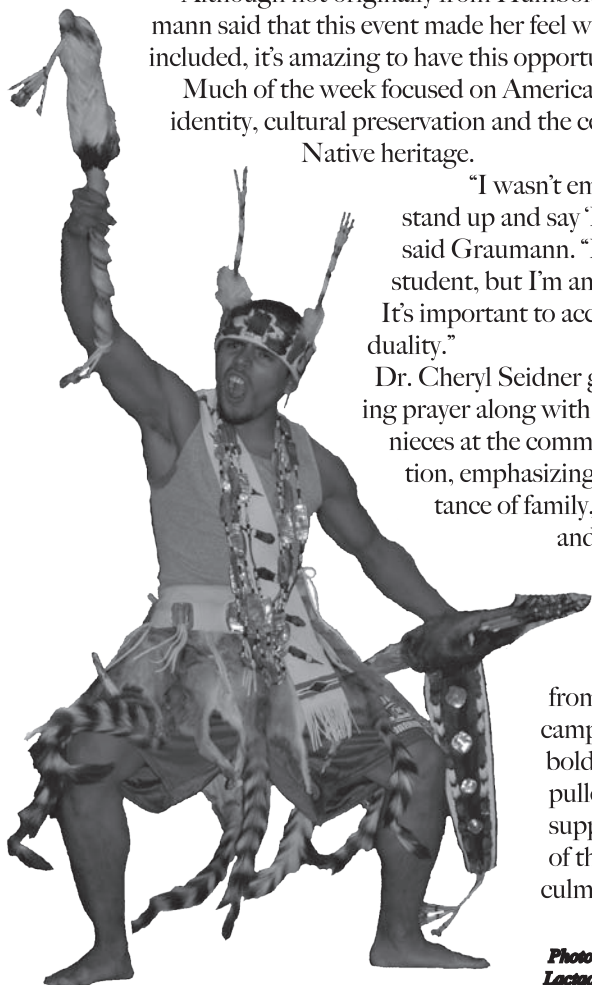 mann said that this event made her feel w
included, it's amazing to have this opportu
Much of the week focused on America
identity, cultural preservation and the c
Native heritage.
“I wasn't em
stand up and say ‘
said Graumann. “
student, but I'm an
It's important to acc
duality.”
Dr. Cheryl Seidner g
ing prayer along with
nieces at the comm
tion, emphasizing
tance of family.
and
from
camp
bold
pull
supp
of th
culm
Photo
Lactao